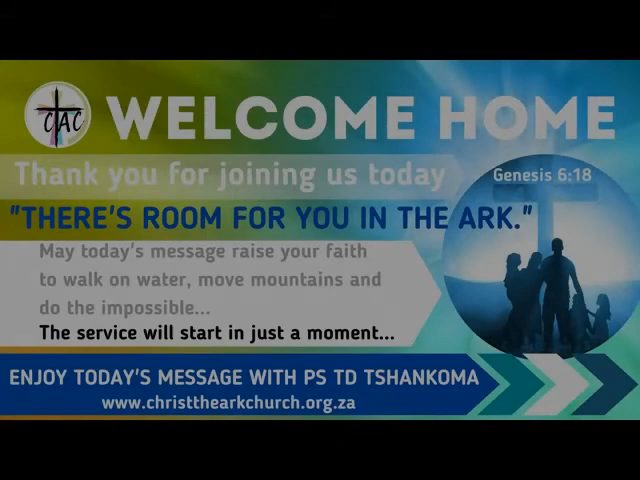 CTAC
WELCOME HOME
Thank you for joining us today
Genesis 6:18
"THERE'S ROOM FOR YOU IN THE ARK."
May today's message raise your faith
to walk on water, move mountains and
do the impossible...
The service will start in just a moment...
ENJOY TODAY'S MESSAGE WITH PS TD TSHANKOMA
www.christthearkchurch.org.za